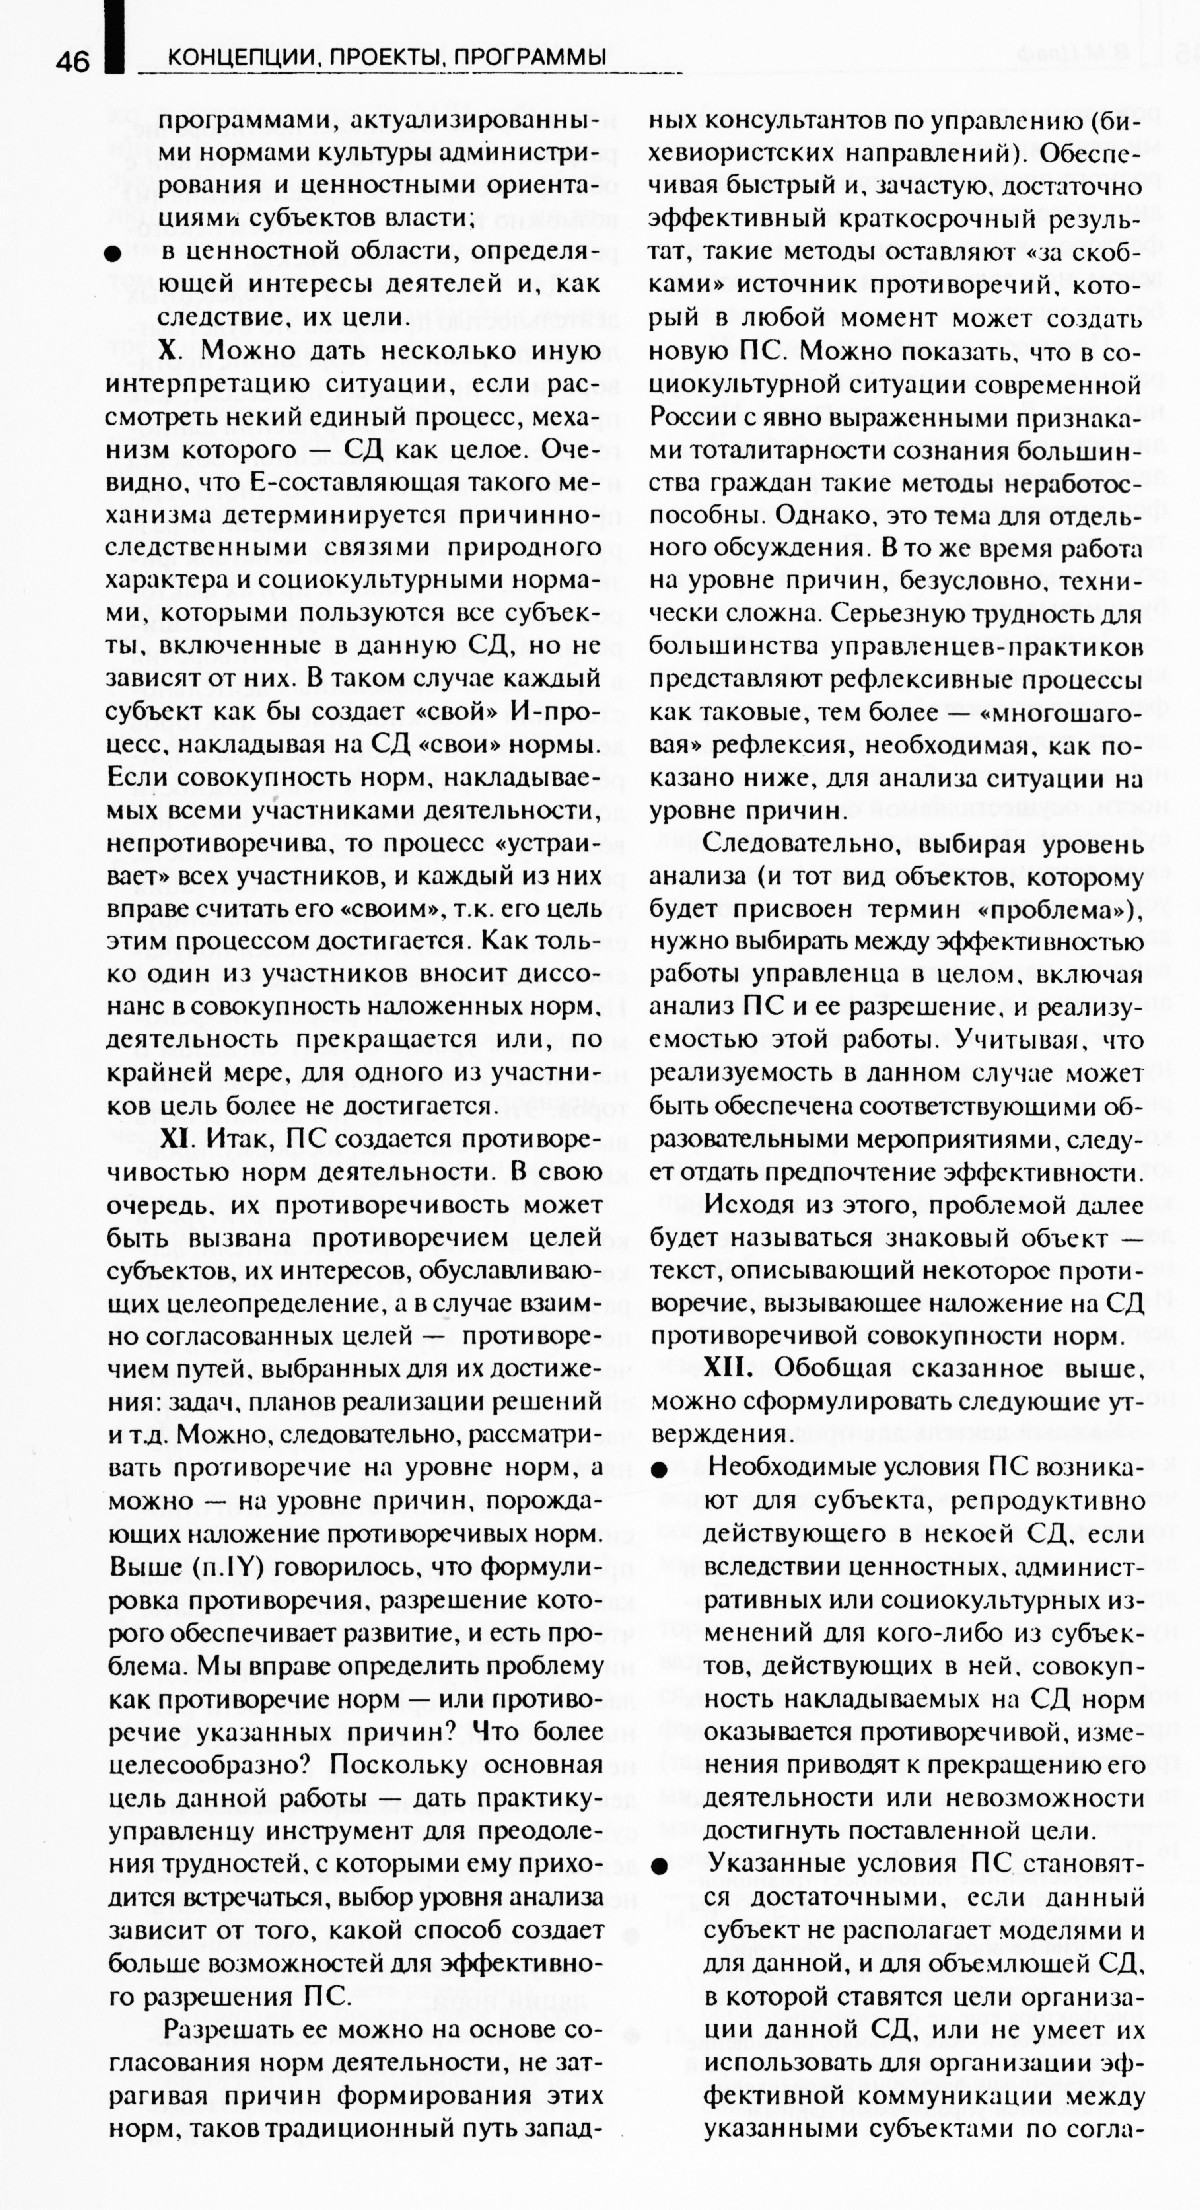 46
КОНЦЕПЦИИ, ПРОЕКТЫ, ПРОГРАММЫ
программами, актуализированны-
ми нормами культуры администри-
рования и ценностными ориента-
циями субъектов власти;
● в ценностной области, определя-
ющей интересы деятелей и, как
следствие, их цели.
X. Можно дать несколько иную
интерпретацию ситуации, если рас-
смотреть некий единый процесс, меха-
низм которого — СД как целое. Оче-
видно, что Е-составляющая такого ме-
ханизма детерминируется причинно-
следственными связями природного
характера и социокультурными норма-
ми, которыми пользуются все субъек-
ты, включенные в данную СД, но не
зависят от них. В таком случае каждый
субъект как бы создает «свой» И-про-
цесс, накладывая на СД «свои» нормы.
Если совокупность норм, накладывае-
мых всеми участниками деятельности,
непротиворечива, то процесс «устраи-
вает» всех участников, и каждый из них
вправе считать его «своим», т.к. его цель
этим процессом достигается. Как толь-
ко один из участников вносит диссо-
нанс в совокупность наложенных норм,
деятельность прекращается или, по
крайней мере, для одного из участни-
ков цель более не достигается.
XI. Итак, ПС создается противоре-
чивостью норм деятельности. В свою
очередь, их противоречивость может
быть вызвана противоречием целей
субъектов, их интересов, обуславливаю-
щих целеопределение, а в случае взаим-
но согласованных целей — противоре-
чием путей, выбранных для их достиже-
ния: задач, планов реализации решений
и т.д. Можно, следовательно, рассматри-
вать противоречие на уровне норм, а
можно — на уровне причин, порожда-
ющих наложение противоречивых норм.
Выше (п.IY) говорилось, что формули-
ровка противоречия, разрешение кото-
рого обеспечивает развитие, и есть про-
блема. Мы вправе определить проблему
как противоречие норм — или противо-
речие указанных причин? Что более
целесообразно? Поскольку основная
цель данной работы — дать практику-
управленцу инструмент для преодоле-
ния трудностей, с которыми ему прихо-
дится встречаться, выбор уровня анализа
зависит от того, какой способ создает
больше возможностей для эффективно-
го разрешения ПС.
Разрешать ее можно на основе со-
гласования норм деятельности, не зат-
рагивая причин формирования этих
норм, таков традиционный путь запад-
ных консультантов по управлению (би-
хевиористских направлений). Обеспе-
чивая быстрый и, зачастую, достаточно
эффективный краткосрочный резуль-
тат, такие методы оставляют «за скоб-
ками» источник противоречий, кото-
рый в любой момент может создать
новую ПС. Можно показать, что в со-
циокультурной ситуации современной
России с явно выраженными признака-
ми тоталитарности сознания большин-
ства граждан такие методы неработос-
пособны. Однако, это тема для отдель-
ного обсуждения. В то же время работа
на уровне причин, безусловно, техни-
чески сложна. Серьезную трудность для
большинства управленцев-практиков
представляют рефлексивные процессы
как таковые, тем более — «многошаго-
вая» рефлексия, необходимая, как по-
казано ниже, для анализа ситуации на
уровне причин.
Следовательно, выбирая уровень
анализа (и тот вид объектов, которому
будет присвоен термин «проблема»),
нужно выбирать между эффективностью
работы управленца в целом, включая
анализ ПС и ее разрешение, и реализу-
емостью этой работы. Учитывая, что
реализуемость в данном случае может
быть обеспечена соответствующими об-
разовательными мероприятиями, следу-
ет отдать предпочтение эффективности.
Исходя из этого, проблемой далее
будет называться знаковый объект —
текст, описывающий некоторое проти-
воречие, вызывающее наложение на СД
противоречивой совокупности норм.
XII. Обобщая сказанное выше,
можно сформулировать следующие ут-
верждения.
● Необходимые условия ПС возника-
ют для субъекта, репродуктивно
действующего в некоей СД, если
вследствии ценностных, админист-
ративных или социокультурных из-
менений для кого-либо из субъек-
тов, действующих в ней, совокуп-
ность накладываемых на СД норм
оказывается противоречивой, изме-
нения приводят к прекращению его
деятельности или невозможности
достигнуть поставленной цели.
● Указанные условия ПС становят-
ся достаточными, если данный
субъект не располагает моделями и
для данной, и для объемлющей СД,
в которой ставятся цели организа-
ции данной СД, или не умеет их
использовать для организации эф-
фективной коммуникации между
указанными субъектами по согла-